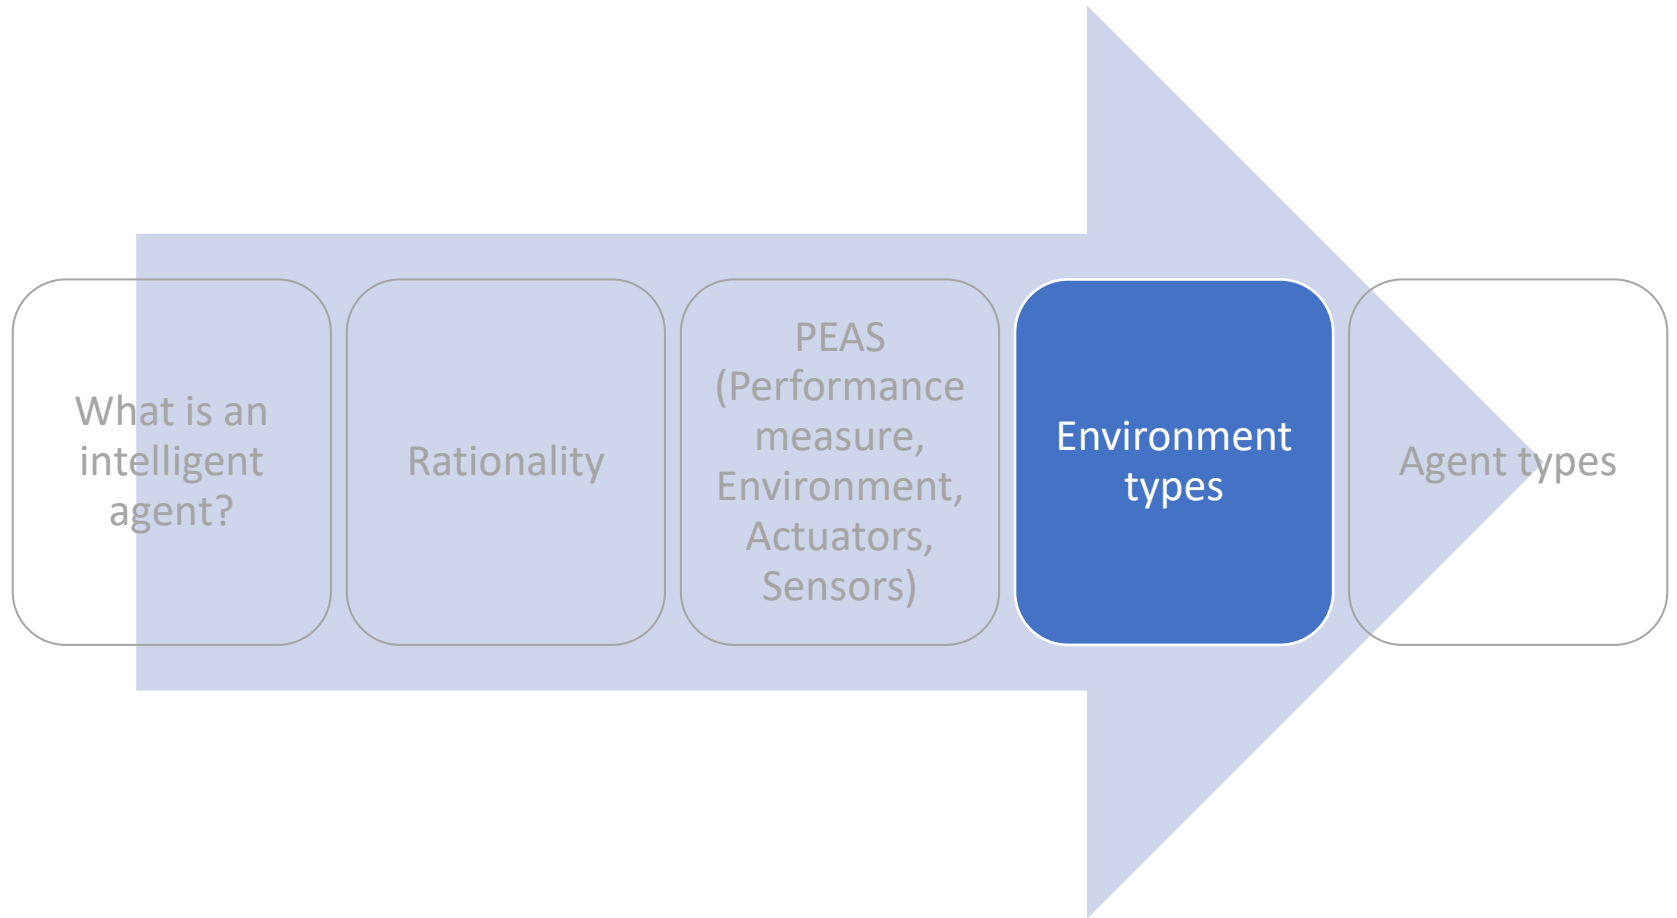 What is an
intelligent
agent?
Rationality
PEAS
(Performance
measure,
Environment,
Actuators,
Sensors)
Environment
types
Agent types